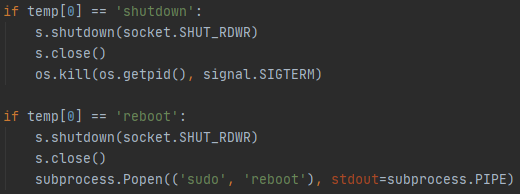 if temp[0] == 'shutdown':
    s.shutdown(socket.SHUT_RDWR)
    s.close()
    os.kill(os.getpid(), signal.SIGTERM)

if temp[0] == 'reboot':
    s.shutdown(socket.SHUT_RDWR)
    s.close()
    subprocess.Popen(('sudo', 'reboot'), stdout=subprocess.PIPE)